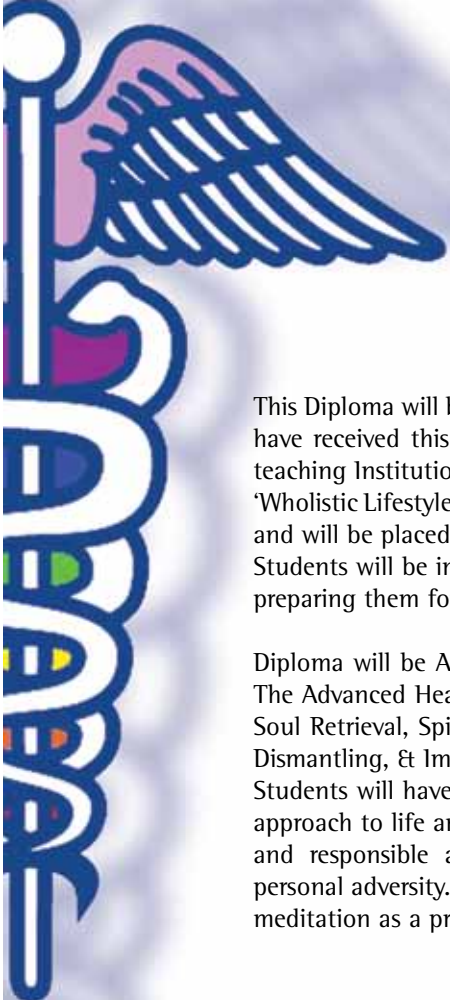 This Diploma will b
have received this
teaching Institutio
‘Wholistic Lifestyle
and will be placed
Students will be in
preparing them fo
Diploma will be A
The Advanced Hea
Soul Retrieval, Spi
Dismantling, & Im
Students will have
approach to life an
and responsible a
personal adversity.
meditation as a pr